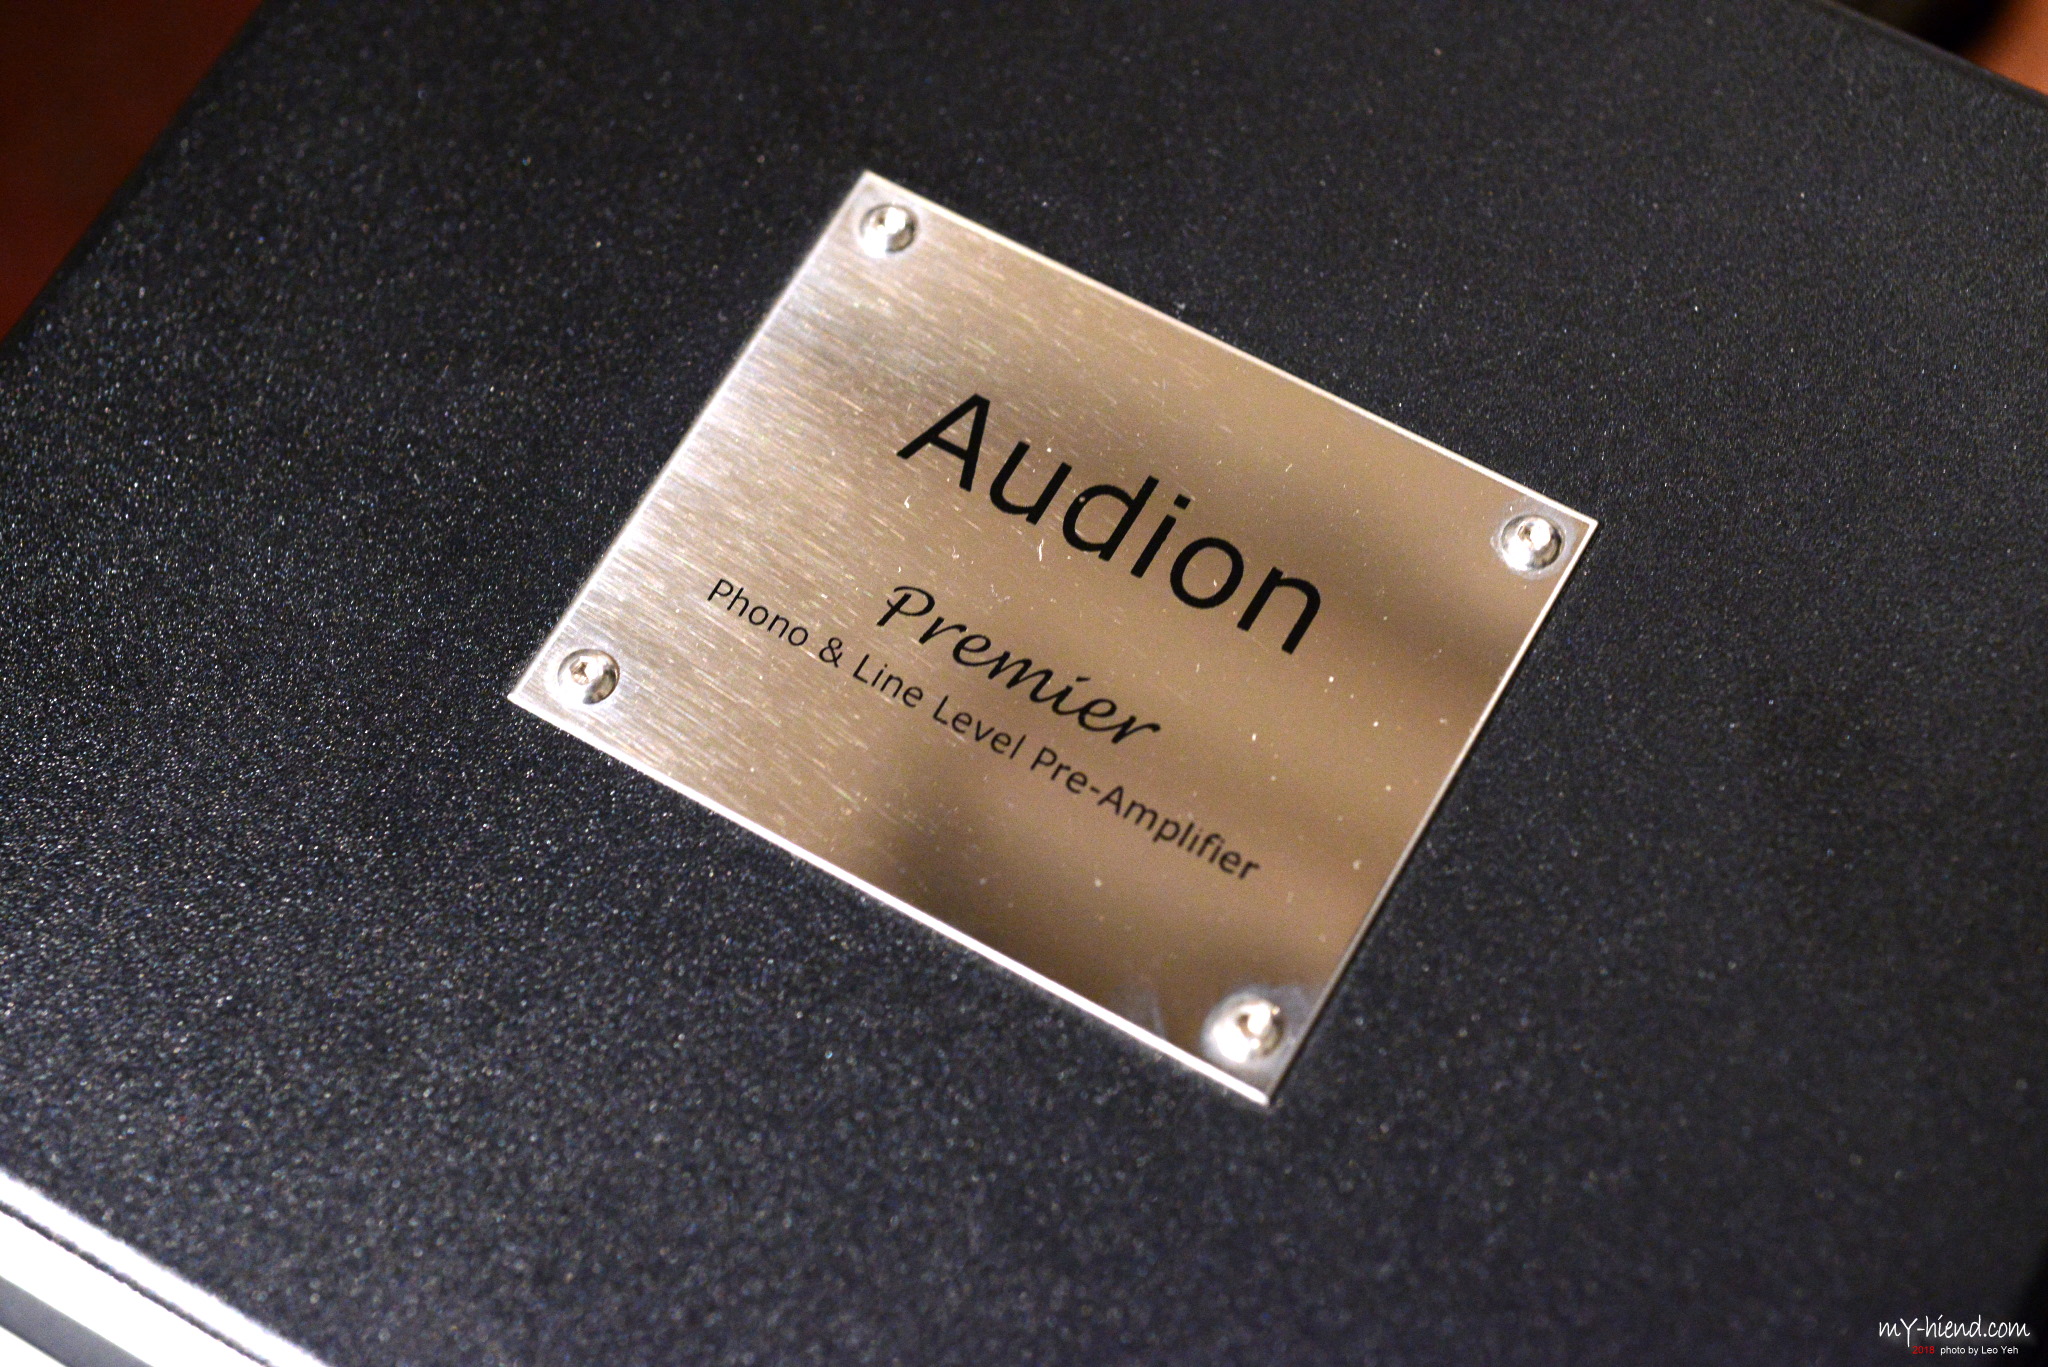 Audion
Premier
Phono & Line Level Pre-Amplifier
mY-hiend.com
2018 photo by Leo Yeh